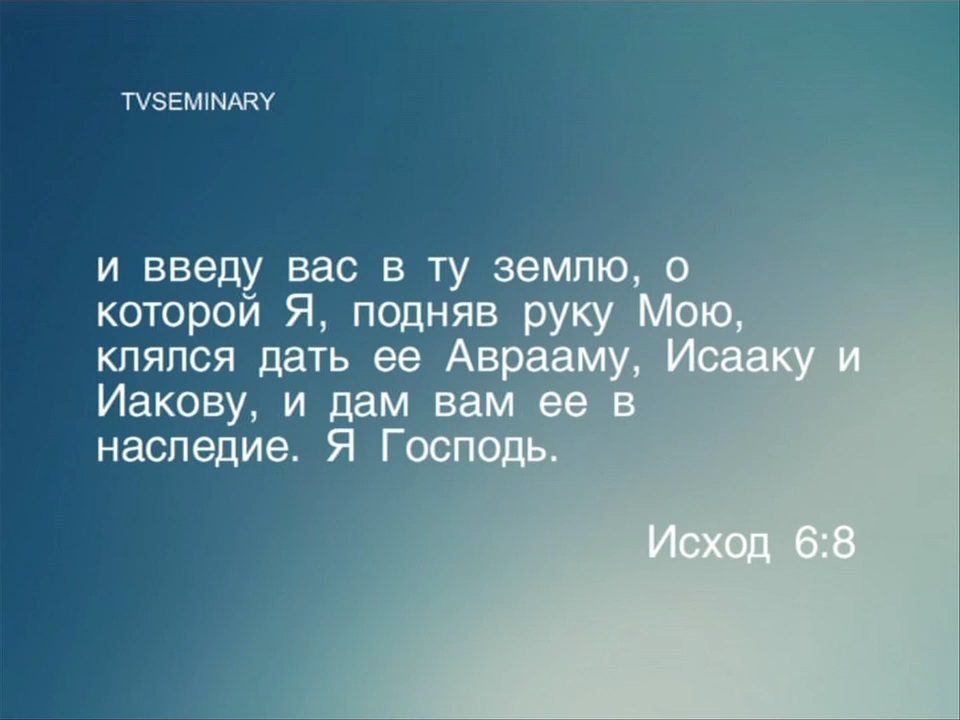 TVSEMINARY
и введу вас в ту землю, о
которой Я, подняв руку Мою,
клялся дать ее Аврааму, Исааку и
Иакову, и дам вам ее в
наследие. Я Господь.
Исход 6:8